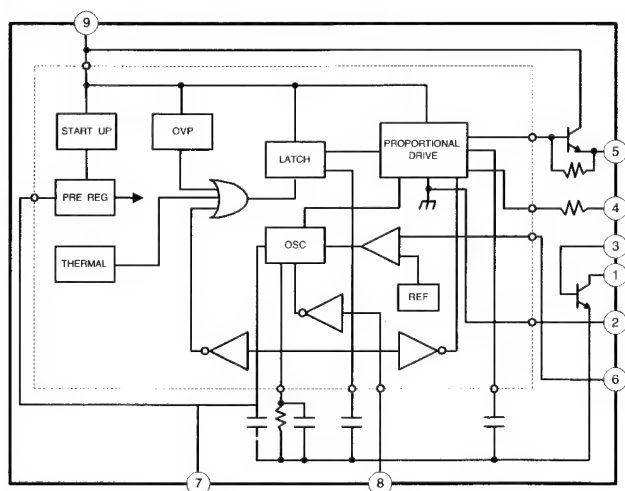 9
START UP
OVP
LATCH
PROPORTIONAL
DRIVE
5
PRE REG
4
THERMAL
OSC
REF
3
1
2
6
7
8